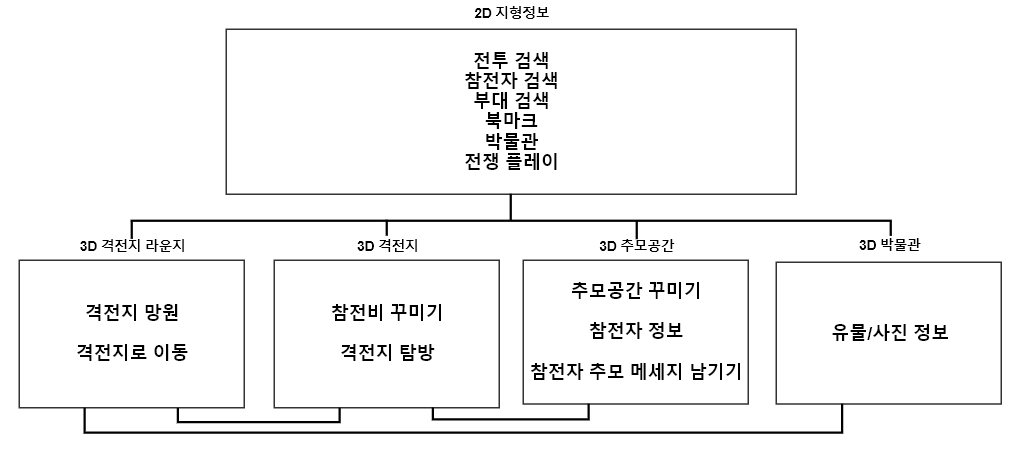 2D 지형정보
전투 검색
참전자 검색
부대 검색
북마크
박물관
전쟁 플레이
3D 격전지 라운지
격전지 망원
격전지로 이동
3D 격전지
참전비 꾸미기
격전지 탐방
3D 추모공간
추모공간 꾸미기
참전자 정보
참전자 추모 메세지 남기기
3D 박물관
유물/사진 정보